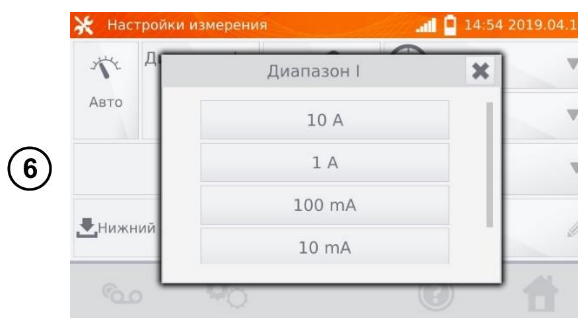 Настройки измерения 14:54 2019.04.1
Диапазон I
Авто
10 A
1 A
6
100 mA
Нижний
10 mA